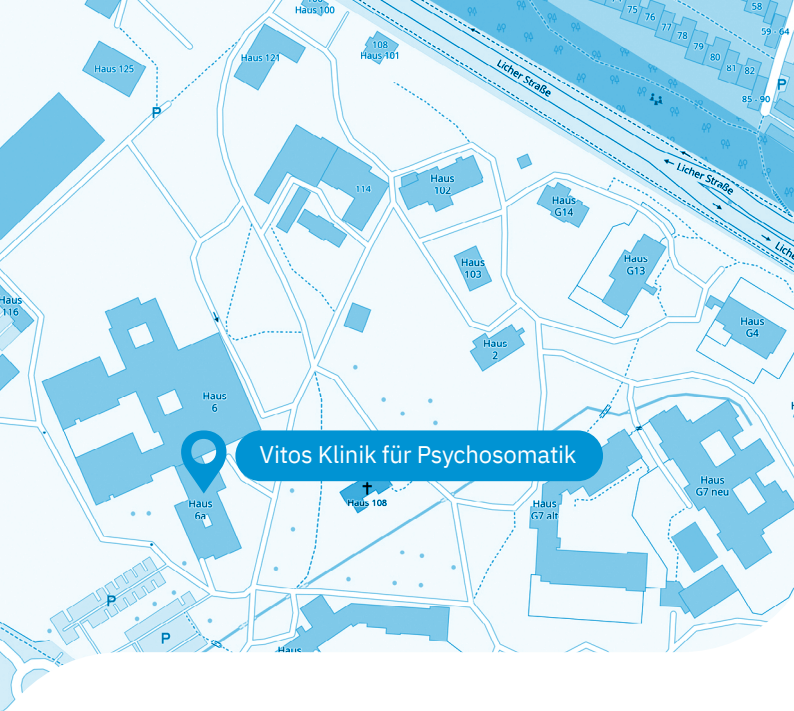 Haus 100
58
75
76
77
78
79
80
81
82
59 - 64
P
85 - 90
108
Haus 101
Haus 121
Haus 125
P
Licher Straße
Licher Straße
114
Haus
102
Haus
G14
Haus
103
Haus
G13
Haus
116
Haus
G4
Haus
2
Haus
6
Vitos Klinik für Psychosomatik
Haus 108
Haus
6a
Haus
G7 alt
Haus
G7 neu
P
P